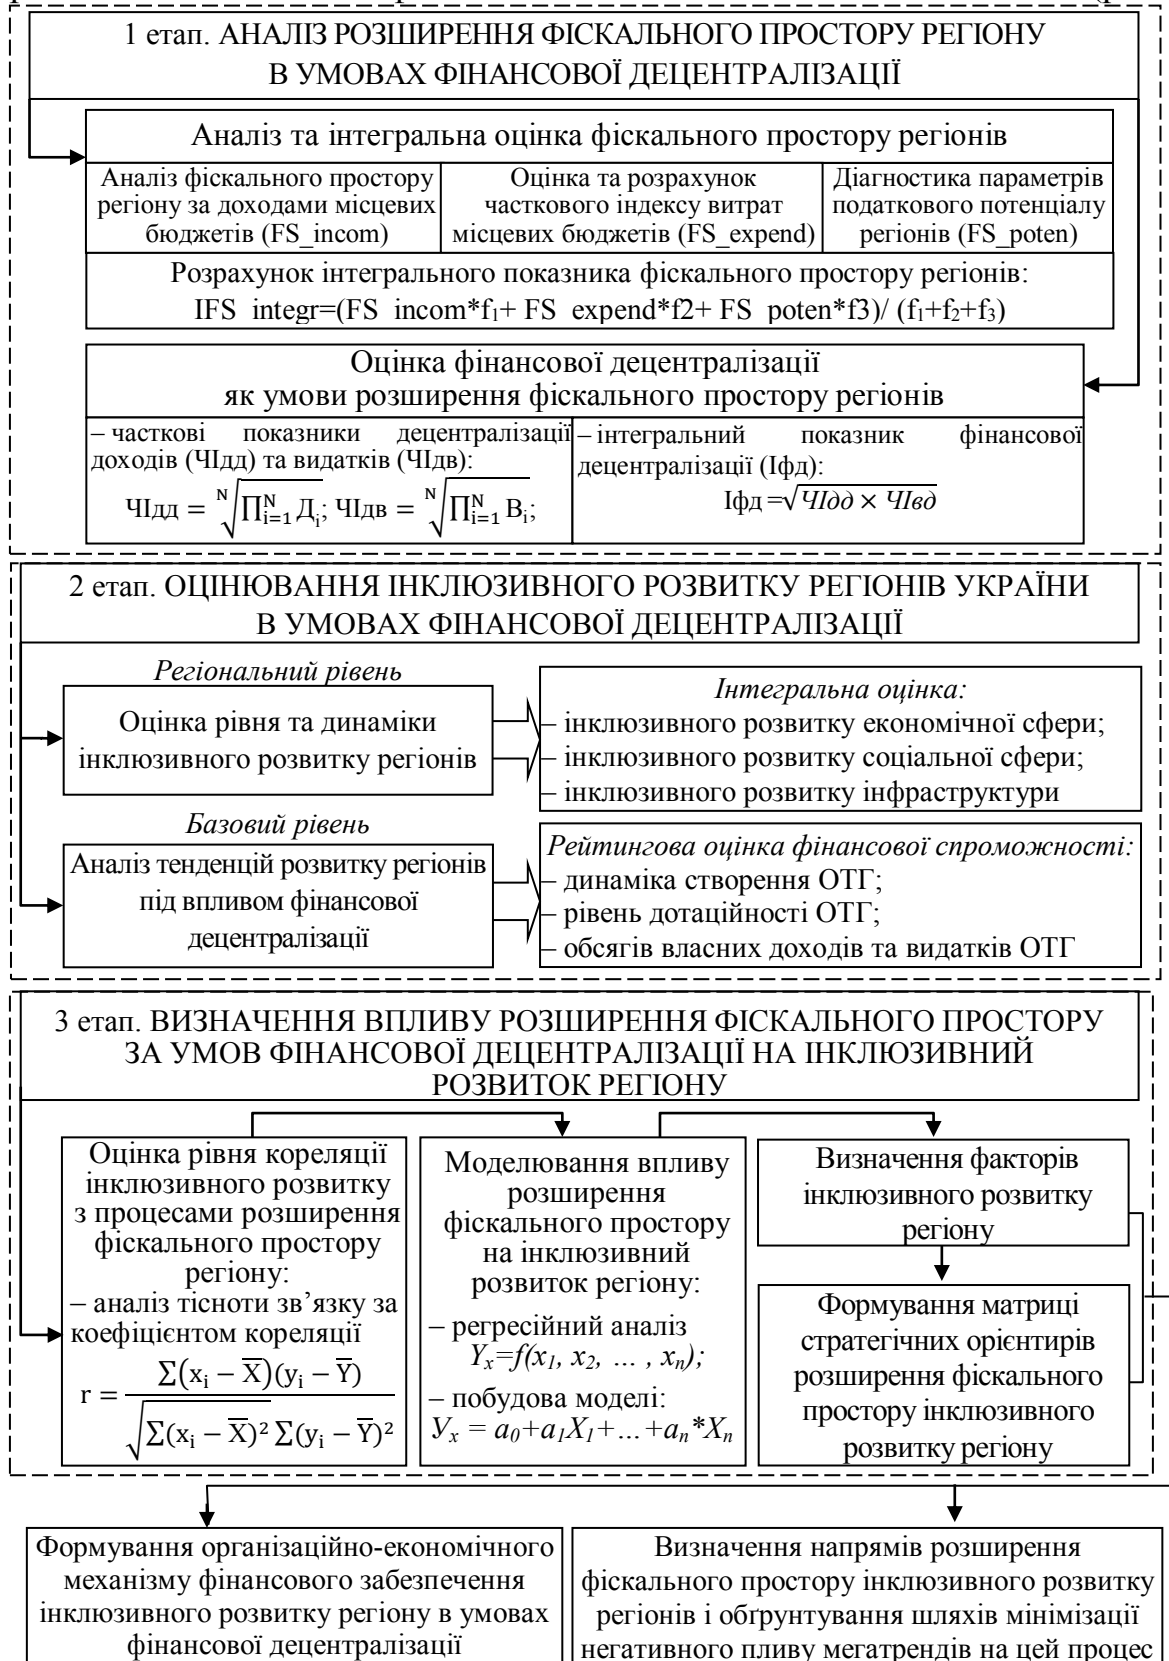 1 етап. АНАЛІЗ РОЗШИРЕННЯ ФІСКАЛЬНОГО ПРОСТОРУ РЕГІОНУ
В УМОВАХ ФІНАНСОВОЇ ДЕЦЕНТРАЛІЗАЦІЇ
Аналіз та інтегральна оцінка фіскального простору регіонів
Аналіз фіскального простору
регіону за доходами місцевих
бюджетів (FS_incom)
Оцінка та розрахунок
часткового індексу витрат
місцевих бюджетів (FS_expend)
Діагностика параметрів
податкового потенціалу
регіонів (FS_poten)
Розрахунок інтегрального показника фіскального простору регіонів:
IFS integr=(FS incom*f₁+ FS expend*f2+ FS poten*f3)/ (f₁+f₂+f₃)
Оцінка фінансової децентралізації
як умови розширення фіскального простору регіонів
– часткові показники децентралізації
доходів (ЧІдд) та видатків (ЧІдв):
ЧІдд = ᴺ√∏ᴺᵢ₌₁ Дᵢ; ЧІдв = ᴺ√∏ᴺᵢ₌₁ Вᵢ;
– інтегральний показник фінансової
децентралізації (Іфд):
Іфд =√ЧІдд × ЧІвд
2 етап. ОЦІНЮВАННЯ ІНКЛЮЗИВНОГО РОЗВИТКУ РЕГІОНІВ УКРАЇНИ
В УМОВАХ ФІНАНСОВОЇ ДЕЦЕНТРАЛІЗАЦІЇ
Регіональний рівень
Оцінка рівня та динаміки
інклюзивного розвитку регіонів
Інтегральна оцінка:
– інклюзивного розвитку економічної сфери;
– інклюзивного розвитку соціальної сфери;
– інклюзивного розвитку інфраструктури
Базовий рівень
Аналіз тенденцій розвитку регіонів
під впливом фінансової
децентралізації
Рейтингова оцінка фінансової спроможності:
– динаміка створення ОТГ;
– рівень дотаційності ОТГ;
– обсягів власних доходів та видатків ОТГ
3 етап. ВИЗНАЧЕННЯ ВПЛИВУ РОЗШИРЕННЯ ФІСКАЛЬНОГО ПРОСТОРУ
ЗА УМОВ ФІНАНСОВОЇ ДЕЦЕНТРАЛІЗАЦІЇ НА ІНКЛЮЗИВНИЙ
РОЗВИТОК РЕГІОНУ
Оцінка рівня кореляції
інклюзивного розвитку
з процесами розширення
фіскального простору
регіону:
– аналіз тісноти зв’язку за
коефіцієнтом кореляції
r = ∑(xᵢ − X̅)(yᵢ − Y̅) / √∑(xᵢ − X̅)² ∑(yᵢ − Y̅)²
Моделювання впливу
розширення
фіскального простору
на інклюзивний
розвиток регіону:
– регресійний аналіз
Yₓ=f(x₁, x₂, … , xₙ);
– побудова моделі:
Уₓ = a₀+a₁X₁+…+aₙ*Xₙ
Визначення факторів
інклюзивного розвитку
регіону
Формування матриці
стратегічних орієнтирів
розширення фіскального
простору інклюзивного
розвитку регіону
Формування організаційно-економічного
механізму фінансового забезпечення
інклюзивного розвитку регіону в умовах
фінансової децентралізації
Визначення напрямів розширення
фіскального простору інклюзивного розвитку
регіонів і обґрунтування шляхів мінімізації
негативного пливу мегатрендів на цей процес